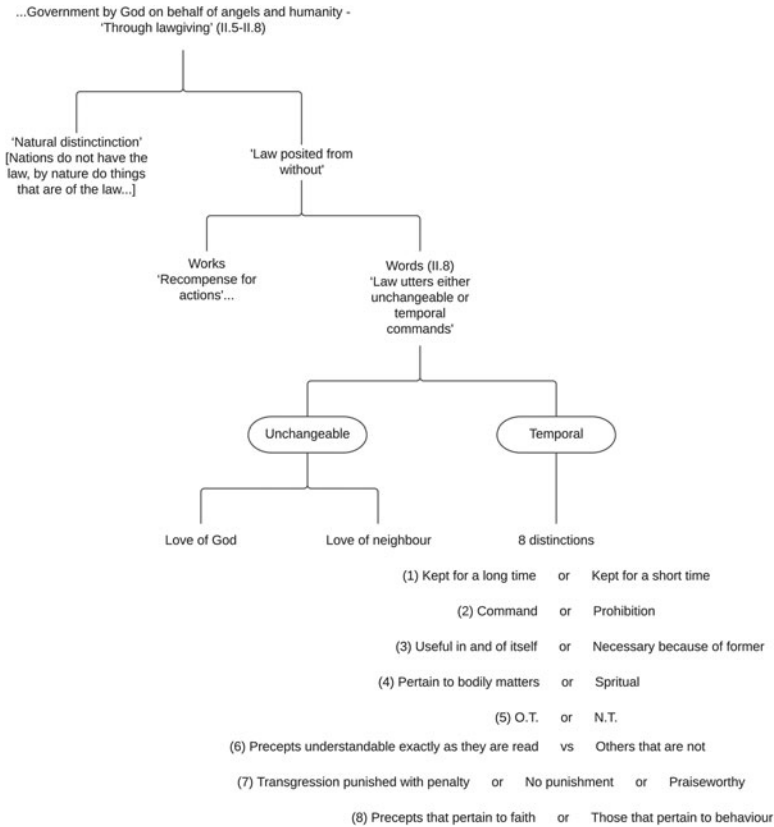 ...Government by God on behalf of angels and humanity -
'Through lawgiving' (II.5-II.8)
'Natural distinctinction'
[Nations do not have the
law, by nature do things
that are of the law...]
'Law posited from
without'
Works
'Recompense for
actions'...
Words (II.8)
'Law utters either
unchangeable or
temporal
commands'
Unchangeable
Temporal
Love of God
Love of neighbour
8 distinctions
(1) Kept for a long time or Kept for a short time
(2) Command or Prohibition
(3) Useful in and of itself or Necessary because of former
(4) Pertain to bodily matters or Spritual
(5) O.T. or N.T.
(6) Precepts understandable exactly as they are read vs Others that are not
(7) Transgression punished with penalty or No punishment or Praiseworthy
(8) Precepts that pertain to faith or Those that pertain to behaviour